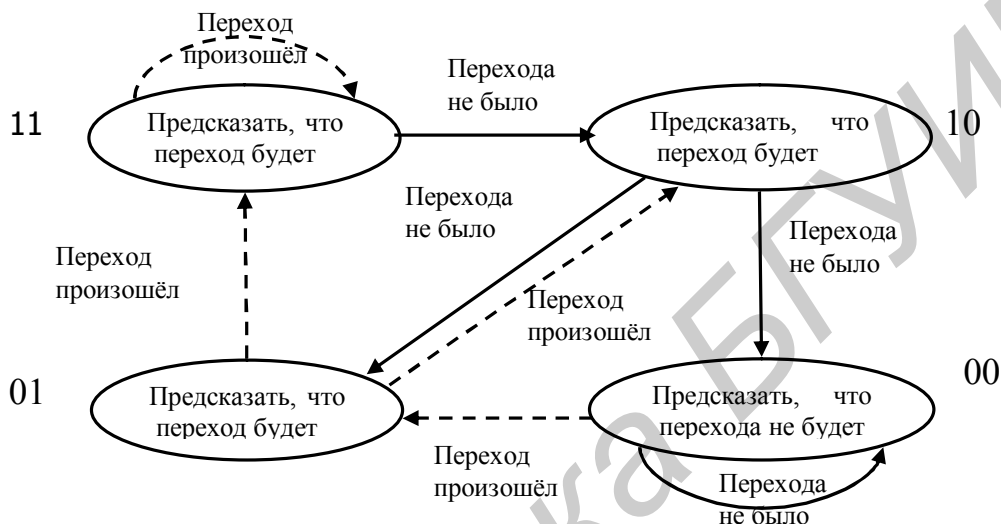 Переход
произошёл
Перехода
не было
11
Предсказать, что
переход будет
Предсказать, что
переход будет
10
Перехода
не было
Перехода
не было
Переход
произошёл
Переход
произошёл
01
Предсказать, что
переход будет
Предсказать, что
перехода не будет
00
Переход
произошёл
Перехода
не было
ка БГУИ